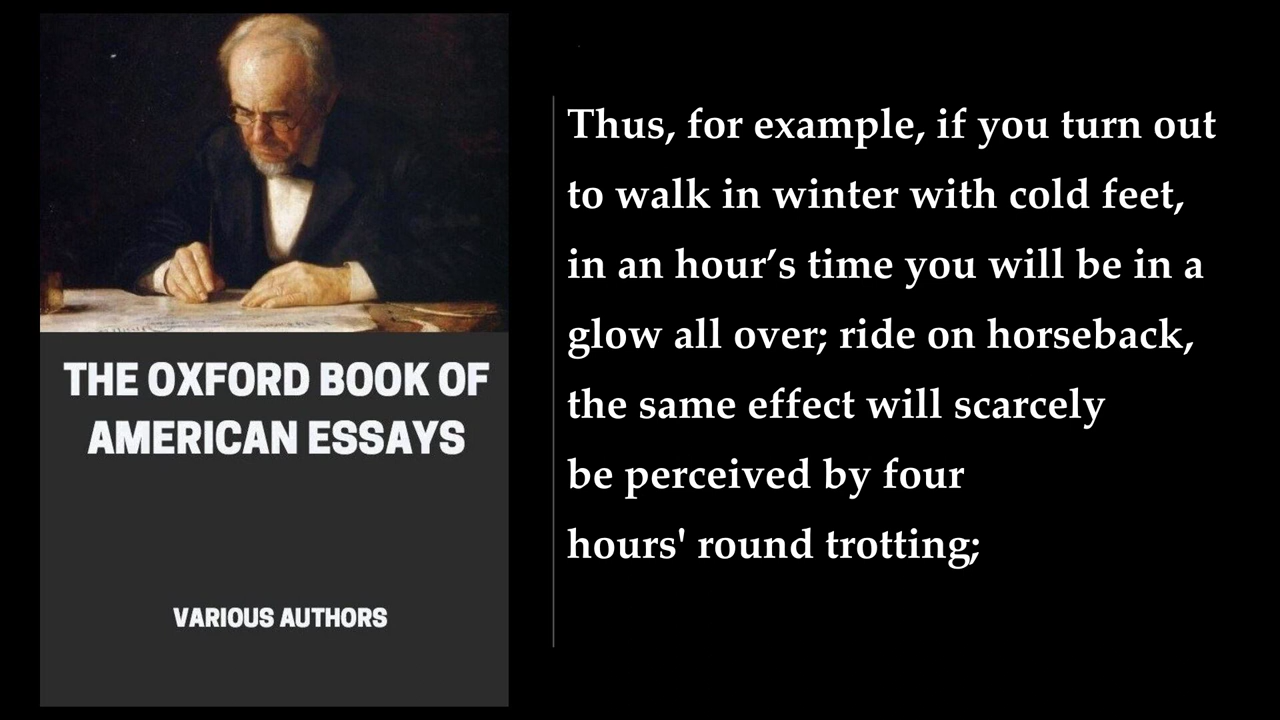 THE OXFORD BOOK OF
AMERICAN ESSAYS
VARIOUS AUTHORS
Thus, for example, if you turn out
to walk in winter with cold feet,
in an hour’s time you will be in a
glow all over; ride on horseback,
the same effect will scarcely
be perceived by four
hours' round trotting;